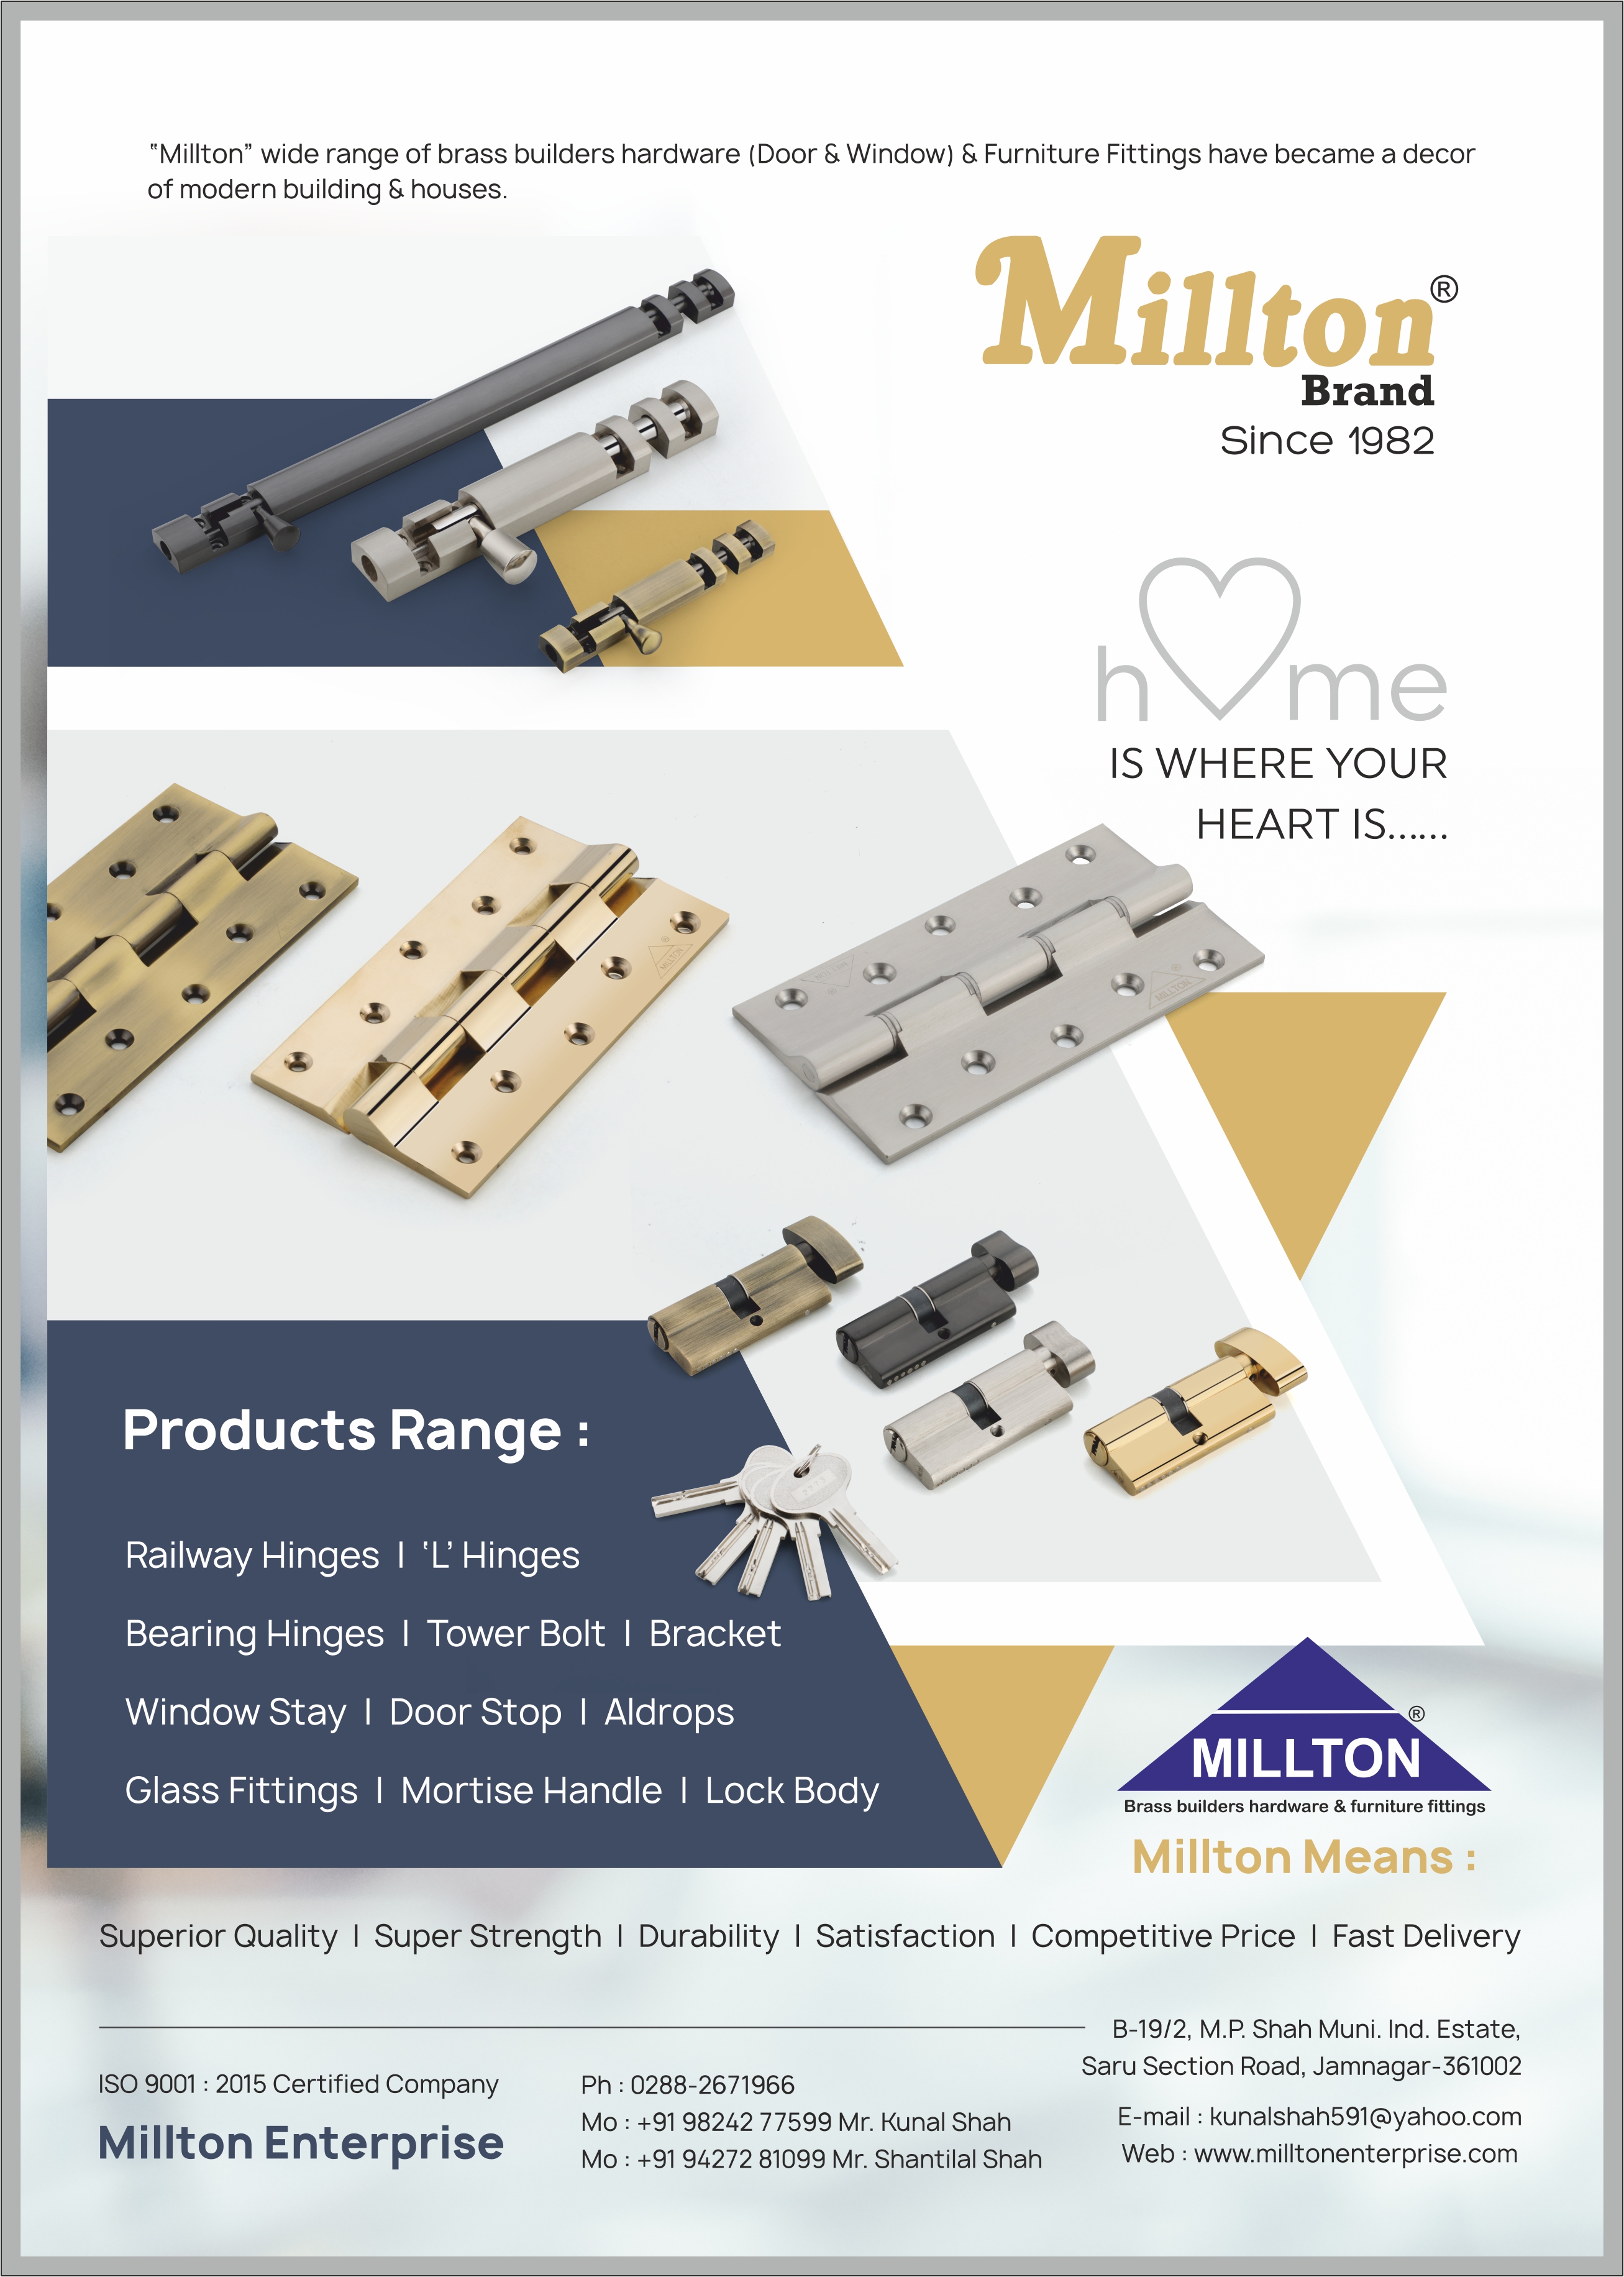 “Millton” wide range of brass builders hardware (Door & Window) & Furniture Fittings have became a decor
of modern building & houses.
Millton®
Brand
Since 1982
home
IS WHERE YOUR
HEART IS......
MILLTON ®
MILLTON ®
Products Range :
Railway Hinges | ‘L’ Hinges
Bearing Hinges | Tower Bolt | Bracket
Window Stay | Door Stop | Aldrops
Glass Fittings | Mortise Handle | Lock Body
MILLTON ®
Brass builders hardware & furniture fittings
Millton Means :
Superior Quality | Super Strength | Durability | Satisfaction | Competitive Price | Fast Delivery
B-19/2, M.P. Shah Muni. Ind. Estate,
Saru Section Road, Jamnagar-361002
ISO 9001 : 2015 Certified Company
Millton Enterprise
Ph : 0288-2671966
Mo : +91 98242 77599 Mr. Kunal Shah
Mo : +91 94272 81099 Mr. Shantilal Shah
E-mail : kunalshah591@yahoo.com
Web : www.milltonenterprise.com